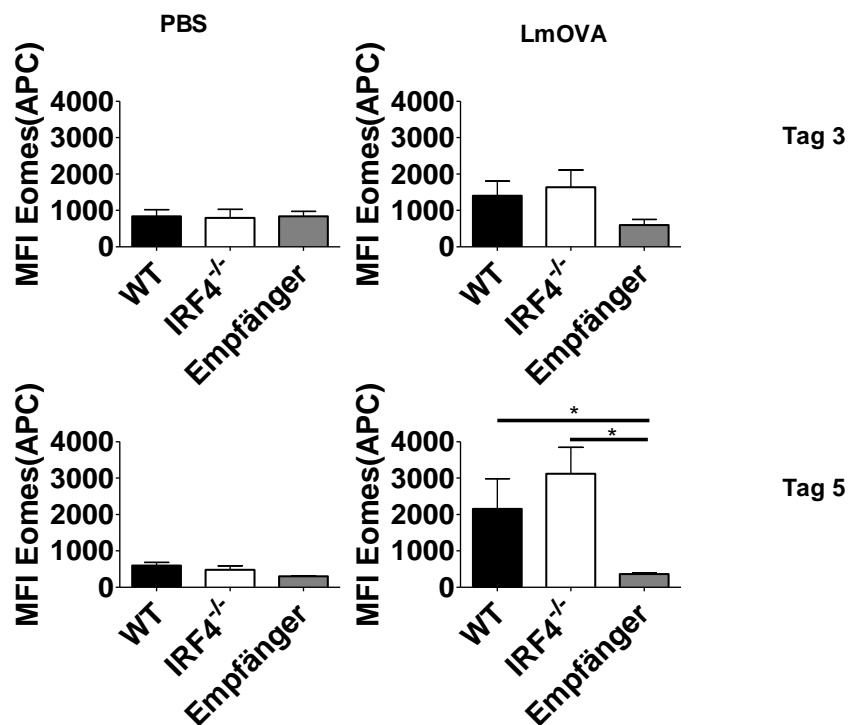 PBS
LmOVA
MFI Eomes(APC)
4000
3000
2000
1000
0
WT
IRF4-/-
Empfänger
MFI Eomes(APC)
4000
3000
2000
1000
0
WT
IRF4-/-
Empfänger
Tag 3
MFI Eomes(APC)
4000
3000
2000
1000
0
WT
IRF4-/-
Empfänger
MFI Eomes(APC)
4000
3000
2000
1000
0
*
*
WT
IRF4-/-
Empfänger
Tag 5